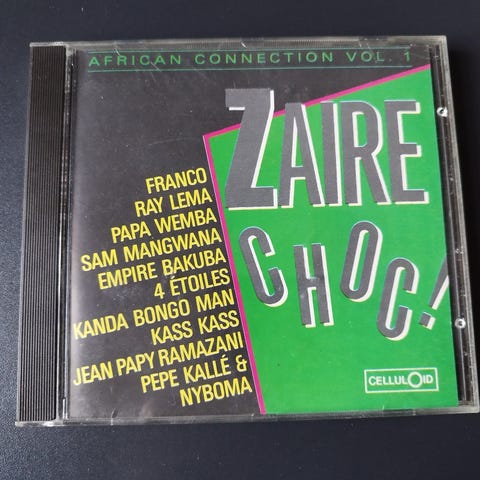 AFRICAN CONNECTION VOL. 1
ZAIRE
CHOC!
FRANCO
RAY LEMA
PAPA WEMBA
SAM MANGWANA
EMPIRE BAKUBA
4 ÉTOILES
KANDA BONGO MAN
KASS KASS
JEAN PAPY RAMAZANI
PEPE KALLÉ &
NYBOMA
CELLULOID